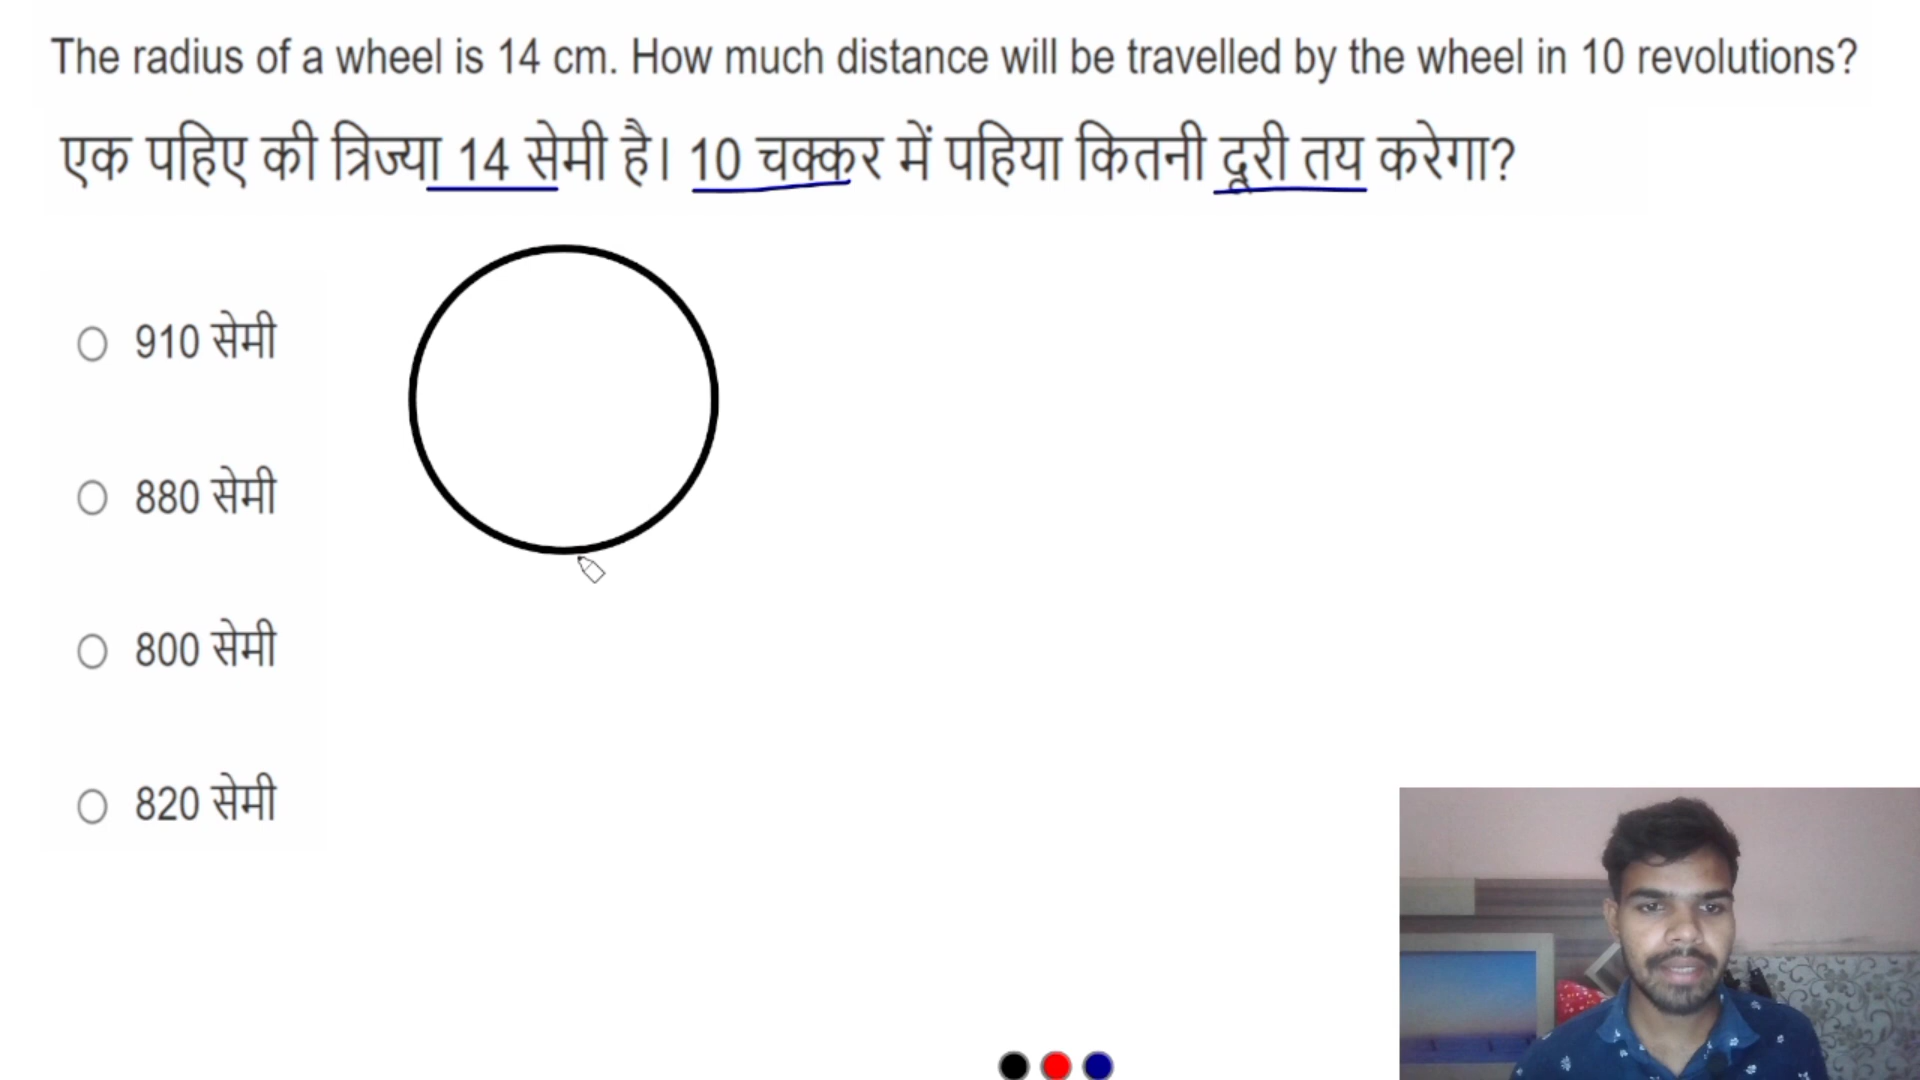 The radius of a wheel is 14 cm. How much distance will be travelled by the wheel in 10 revolutions?
एक पहिए की त्रिज्या 14 सेमी है। 10 चक्कर में पहिया कितनी दूरी तय करेगा?
910 सेमी
880 सेमी
800 सेमी
820 सेमी